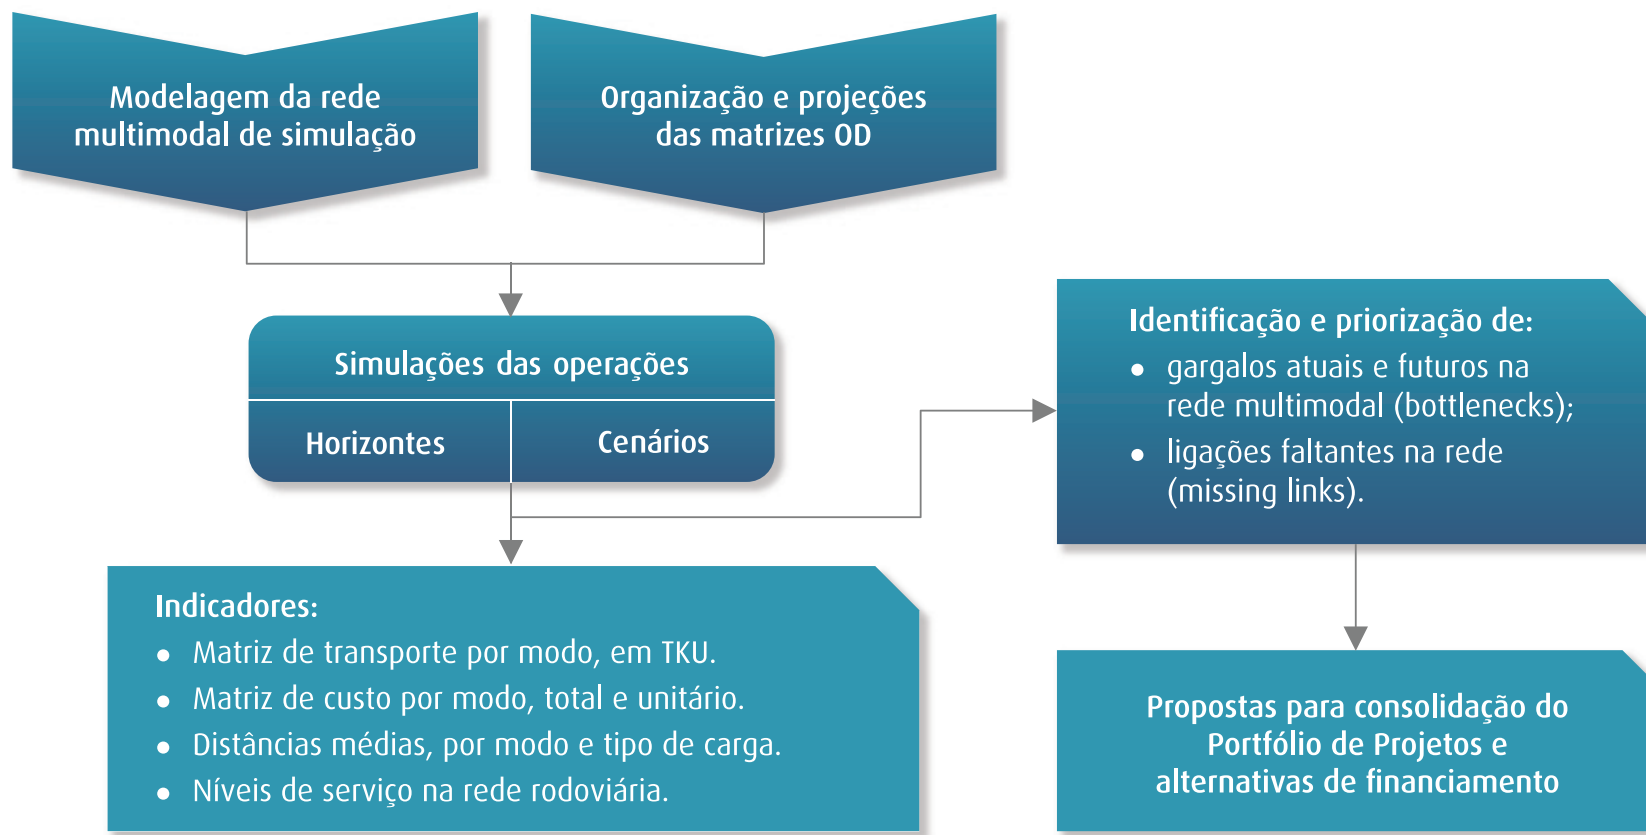 Modelagem da rede
multimodal de simulação
Organização e projeções
das matrizes OD
Simulações das operações
Horizontes
Cenários
Identificação e priorização de:
● gargalos atuais e futuros na
rede multimodal (bottlenecks);
● ligações faltantes na rede
(missing links).
Indicadores:
● Matriz de transporte por modo, em TKU.
● Matriz de custo por modo, total e unitário.
● Distâncias médias, por modo e tipo de carga.
● Níveis de serviço na rede rodoviária.
Propostas para consolidação do
Portfólio de Projetos e
alternativas de financiamento